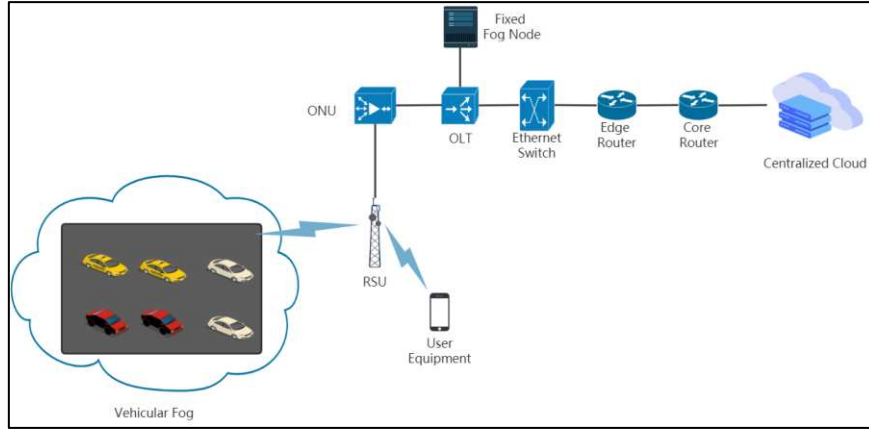 Fixed
Fog Node
ONU
OLT
Ethernet
Switch
Edge
Router
Core
Router
Centralized Cloud
RSU
User
Equipment
Vehicular Fog